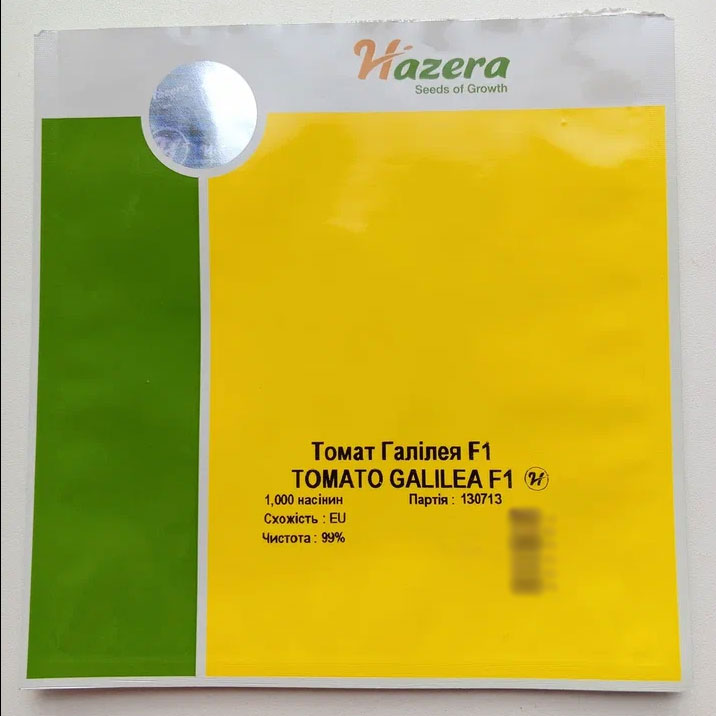 Hazera
Seeds of Growth
Томат Галілея F1
TOMATO GALILEA F1 H
1,000 насінин Партія : 130713
Схожість : EU
Чистота : 99%